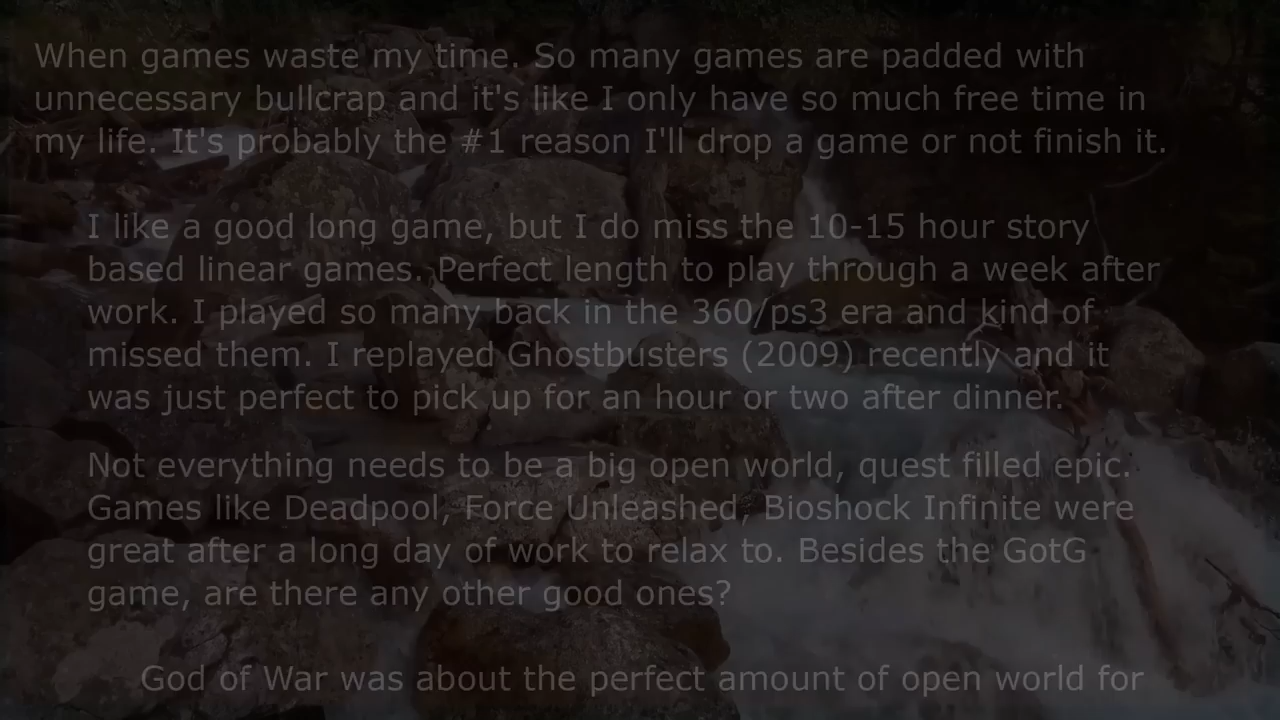 When games waste my time. So many games are padded with
unnecessary bullcrap and it's like I only have so much free time in
my life. It's probably the #1 reason I'll drop a game or not finish it.
I like a good long game, but I do miss the 10-15 hour story
based linear games. Perfect length to play through a week after
work. I played so many back in the 360/ps3 era and kind of
missed them. I replayed Ghostbusters (2009) recently and it
was just perfect to pick up for an hour or two after dinner.
Not everything needs to be a big open world, quest filled epic.
Games like Deadpool, Force Unleashed, Bioshock Infinite were
great after a long day of work to relax to. Besides the GotG
game, are there any other good ones?
God of War was about the perfect amount of open world for